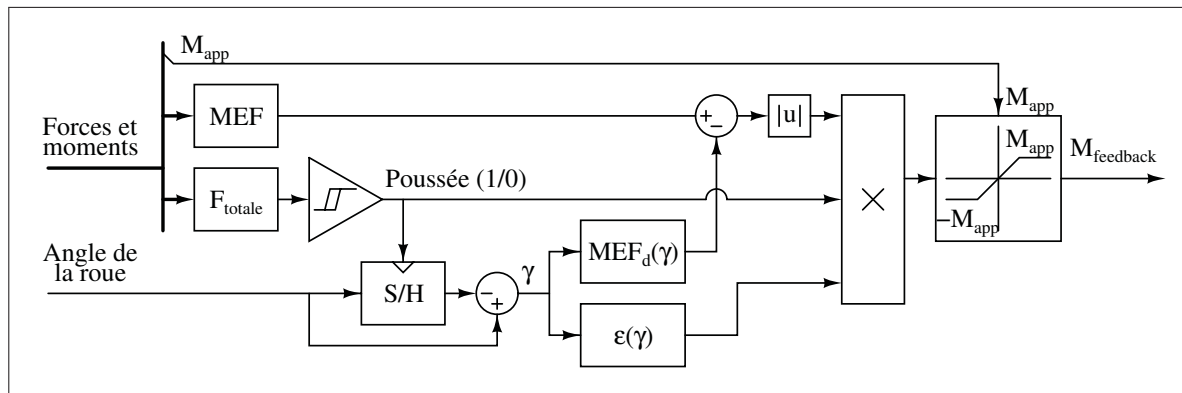 M_app
MEF
+
-
|u|
M_app
Forces et
moments
M_app
-M_app
M_feedback
F_totale
Poussée (1/0)
×
Angle de
la roue
S/H
-
+
γ
MEF_d(γ)
ε(γ)